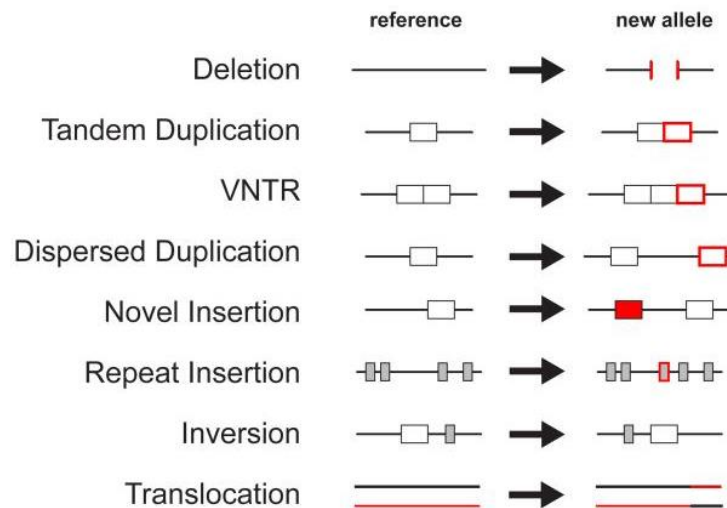 reference new allele
Deletion
Tandem Duplication
VNTR
Dispersed Duplication
Novel Insertion
Repeat Insertion
Inversion
Translocation